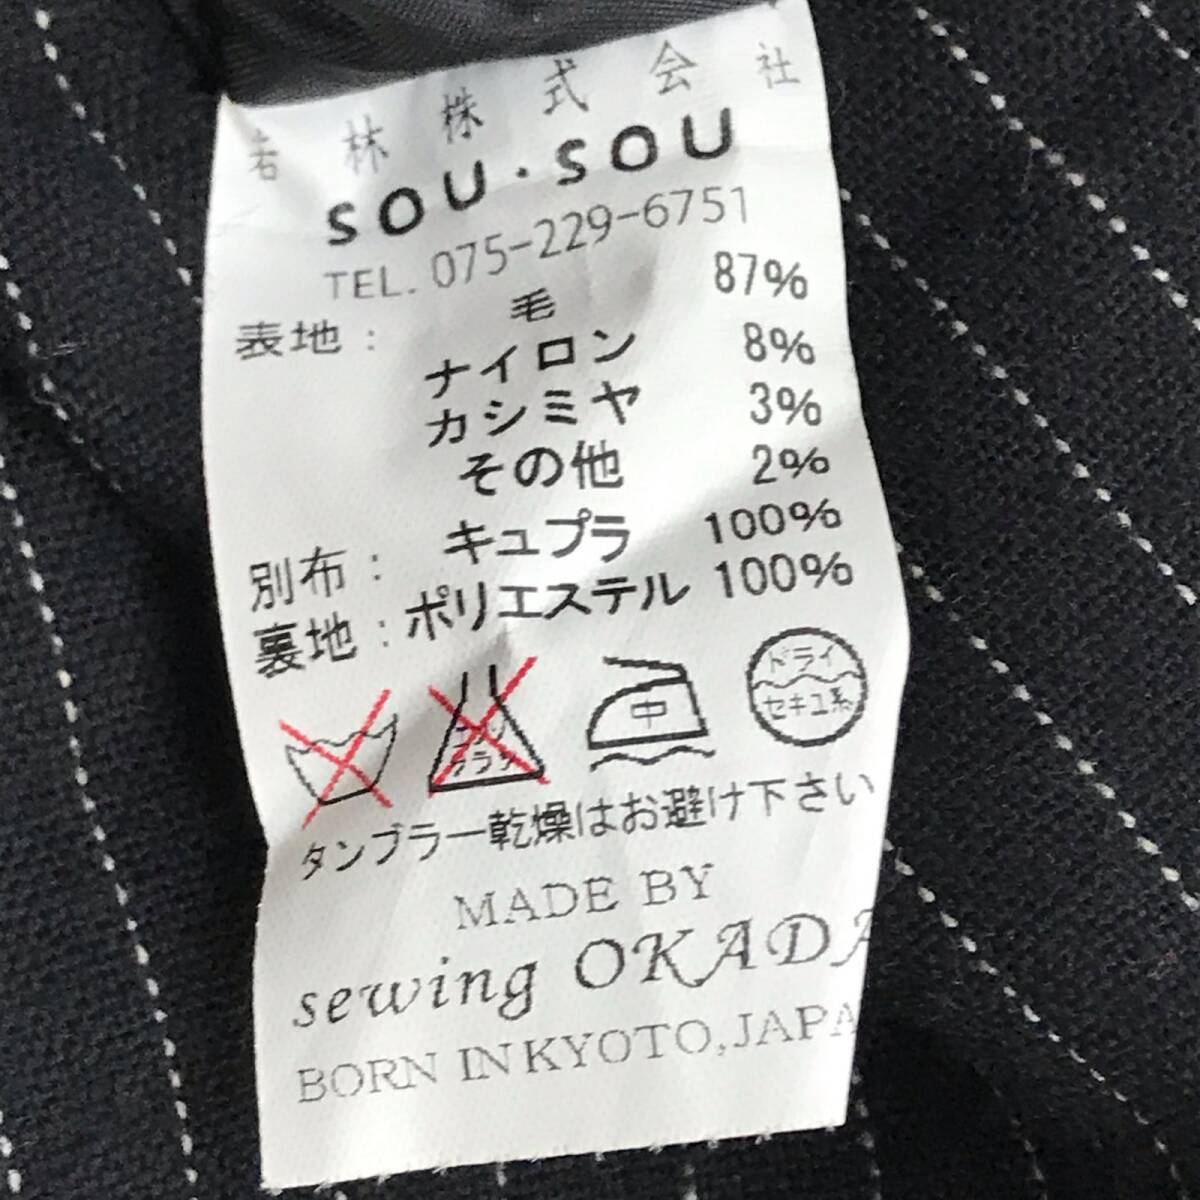 若林株式会社
SOU・SOU
TEL. 075-229-6751
表地： 毛 87%
ナイロン 8%
カシミヤ 3%
その他 2%
別布： キュプラ 100%
裏地：ポリエステル 100%
中
ドライ
セキユ系
タンブラー乾燥はお避け下さい
MADE BY
sewing OKADA
BORN IN KYOTO, JAPA